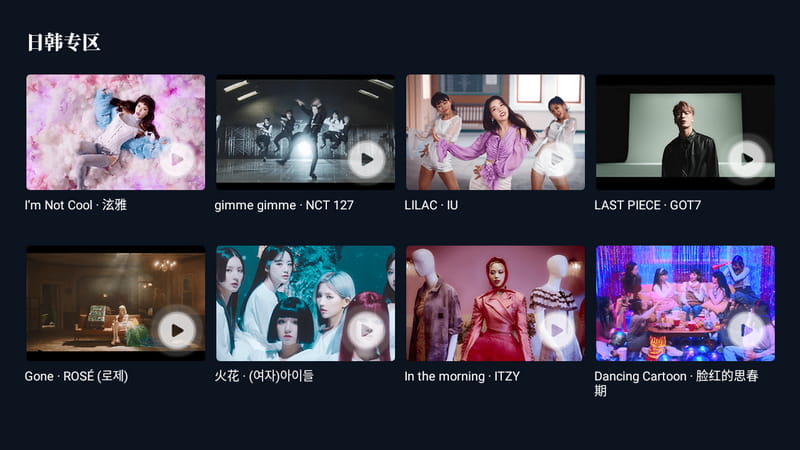 日韩专区
I'm Not Cool · 泫雅
gimme gimme · NCT 127
LILAC · IU
LAST PIECE · GOT7
Gone · ROSÉ (로제)
火花 · (여자)아이들
In the morning · ITZY
Dancing Cartoon · 脸红的思春
期